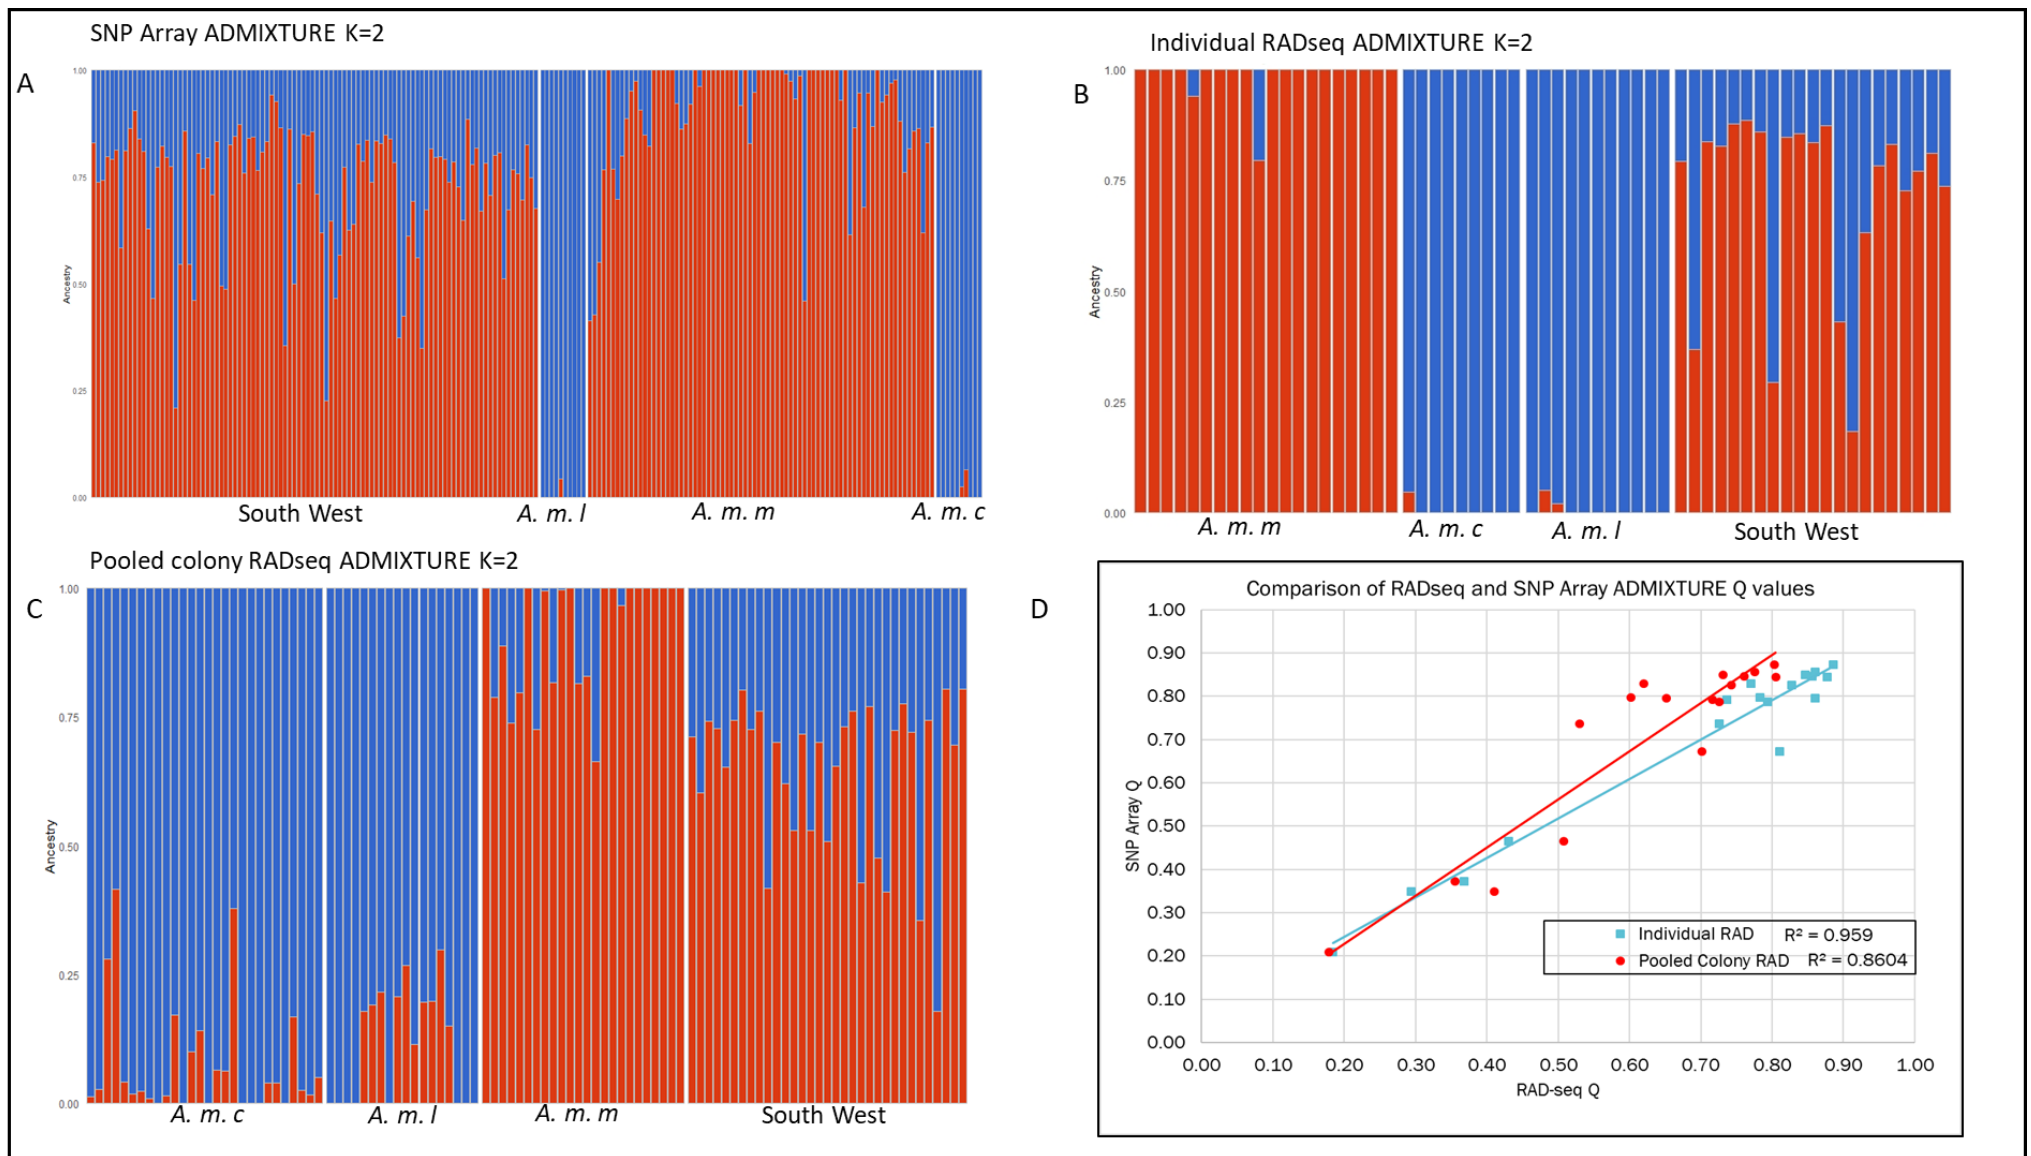 SNP Array ADMIXTURE K=2
A
1.00
0.75
0.50
0.25
0.00
Ancestry
South West
A. m. l
A. m. m
A. m. c
Individual RADseq ADMIXTURE K=2
B
1.00
0.75
0.50
0.25
0.00
Ancestry
A. m. m
A. m. c
A. m. l
South West
Pooled colony RADseq ADMIXTURE K=2
C
1.00
0.75
0.50
0.25
0.00
Ancestry
A. m. c
A. m. l
A. m. m
South West
D
Comparison of RADseq and SNP Array ADMIXTURE Q values
1.00
0.90
0.80
0.70
0.60
0.50
0.40
0.30
0.20
0.10
0.00
SNP Array Q
Individual RAD R² = 0.959
Pooled Colony RAD R² = 0.8604
0.00 0.10 0.20 0.30 0.40 0.50 0.60 0.70 0.80 0.90 1.00
RAD-seq Q